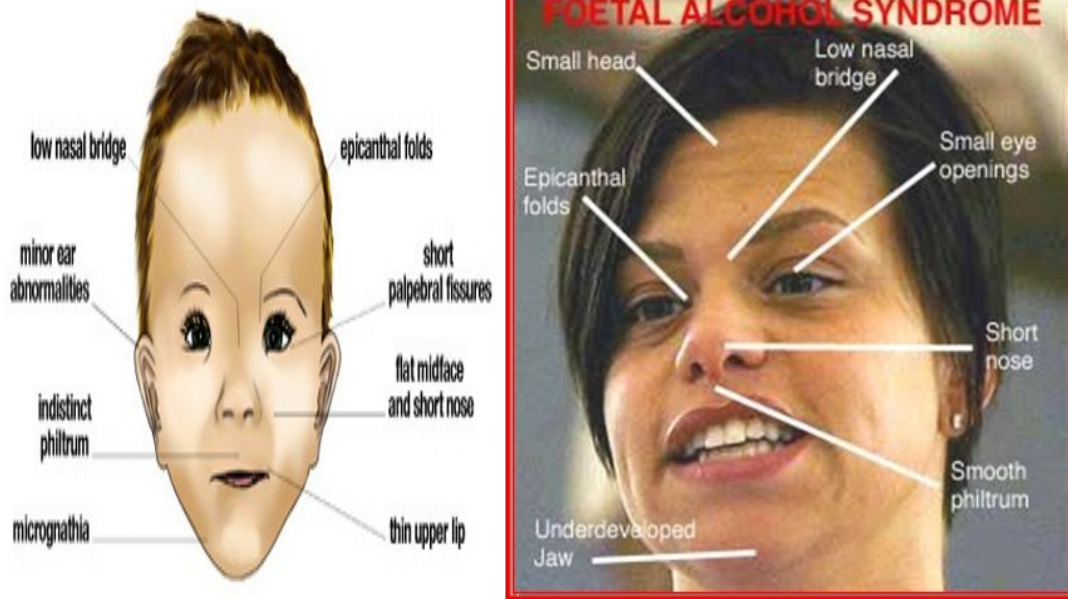 low nasal bridge
epicanthal folds
minor ear
abnormalities
short
palpebral fissures
flat midface
and short nose
indistinct
philtrum
micrognathia
thin upper lip
FOETAL ALCOHOL SYNDROME
Small head
Low nasal
bridge
Small eye
openings
Epicanthal
folds
Short
nose
Smooth
philtrum
Underdeveloped
Jaw